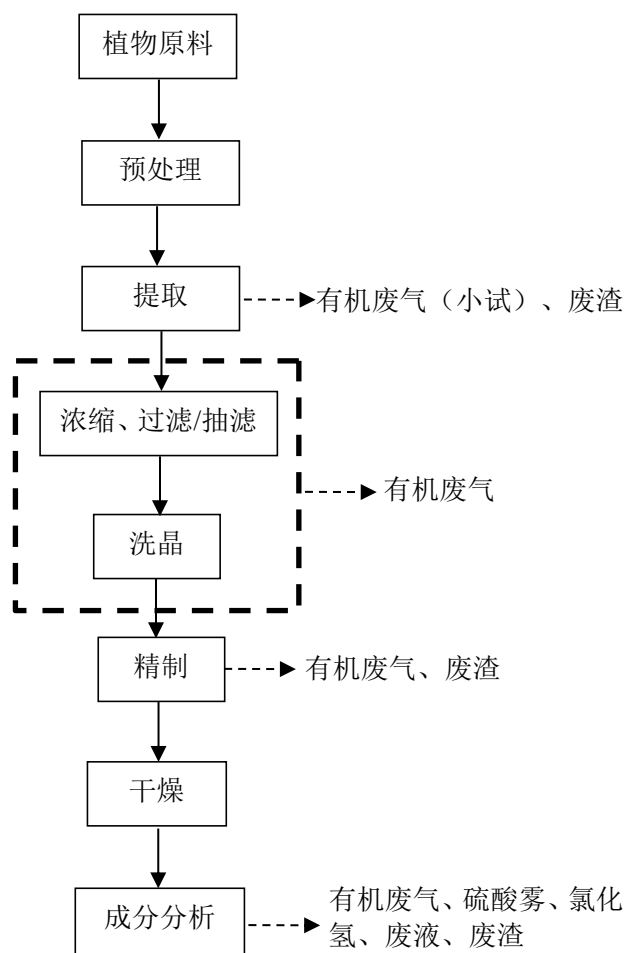 植物原料
预处理
提取
有机废气（小试）、废渣
浓缩、过滤/抽滤
有机废气
洗晶
精制
有机废气、废渣
干燥
成分分析
有机废气、硫酸雾、氯化
氢、废液、废渣